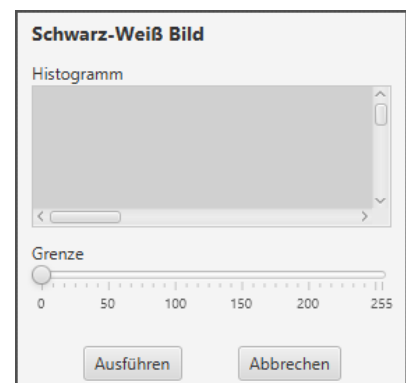 Schwarz-Weiß Bild
Histogramm
Grenze
0 50 100 150 200 255
Ausführen Abbrechen